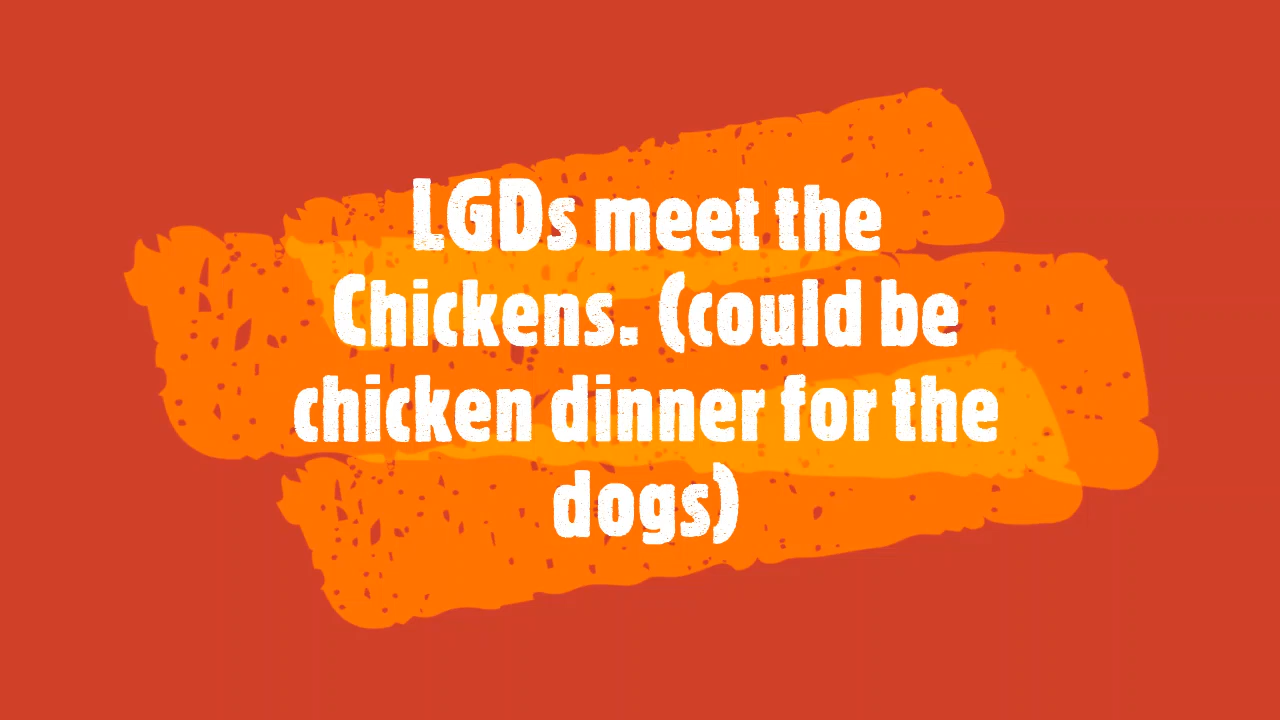 LGDs meet the
Chickens. (could be
chicken dinner for the
dogs)